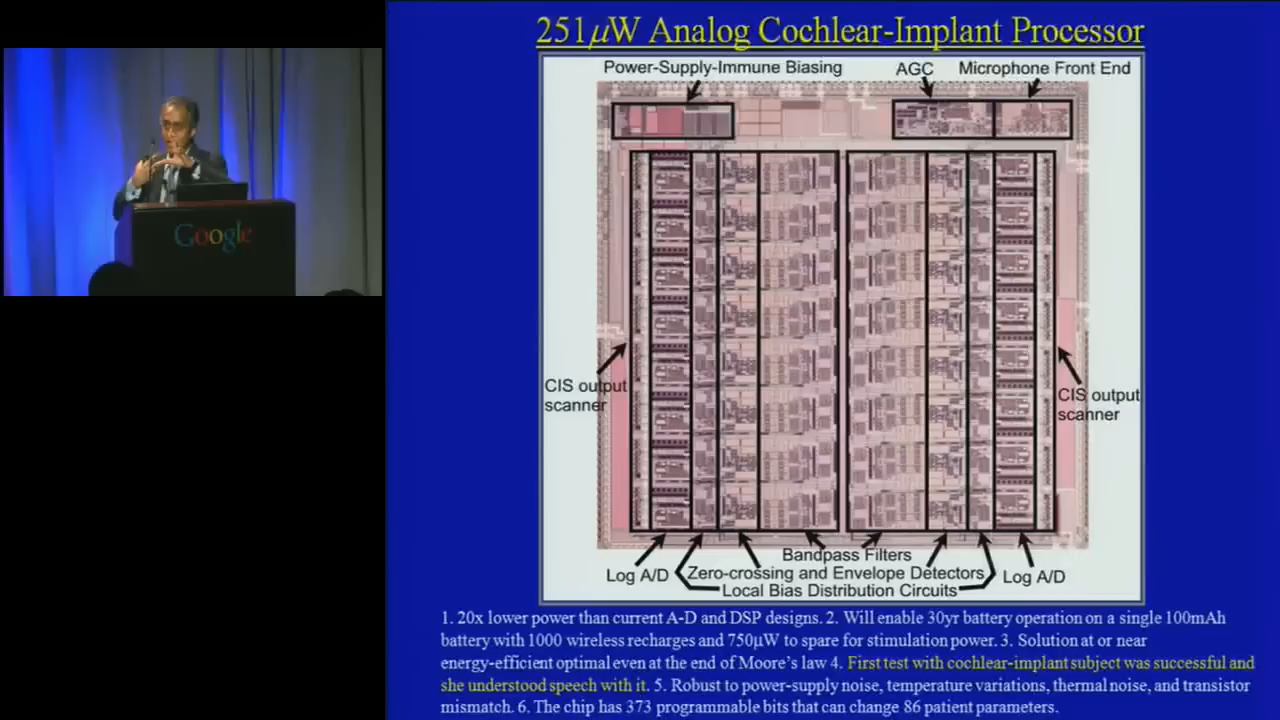 251μW Analog Cochlear-Implant Processor
Power-Supply-Immune Biasing
AGC
Microphone Front End
Google
CIS output
scanner
CIS output
scanner
Bandpass Filters
Log A/D
Zero-crossing and Envelope Detectors
Log A/D
Local Bias Distribution Circuits
1. 20x lower power than current A-D and DSP designs. 2. Will enable 30yr battery operation on a single 100mAh
battery with 1000 wireless recharges and 750μW to spare for stimulation power. 3. Solution at or near
energy-efficient optimal even at the end of Moore's law 4. First test with cochlear-implant subject was successful and
she understood speech with it. 5. Robust to power-supply noise, temperature variations, thermal noise, and transistor
mismatch. 6. The chip has 373 programmable bits that can change 86 patient parameters.